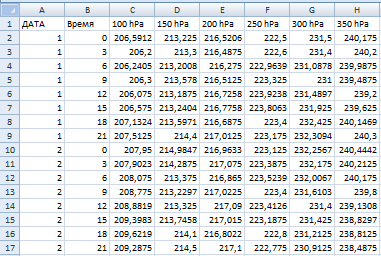 A B C D E F G H
1 ДАТА Время 100 hPa 150 hPa 200 hPa 250 hPa 300 hPa 350 hPa
2 1 0 206,5912 213,225 216,5206 222,5 231,5 240,175
3 1 3 206,2 213,3 216,4875 222,6 231,4 240,2
4 1 6 206,2405 213,2008 216,275 222,9639 231,0878 239,9875
5 1 9 206,3 213,578 216,5125 223,325 231 239,4875
6 1 12 206,075 213,1875 216,7258 223,9238 231,4897 239,2
7 1 15 206,575 213,2404 216,7758 223,8063 231,925 239,625
8 1 18 207,1324 213,5971 216,6875 223,4 232,425 240,1469
9 1 21 207,5125 214,4 217,0125 223,175 232,3094 240,3
10 2 0 207,95 214,9847 216,9633 223,125 232,2567 240,4442
11 2 3 207,9023 214,2875 217,075 223,3875 232,175 240,2125
12 2 6 208,075 213,375 216,865 223,5239 232,0067 240,175
13 2 9 208,775 213,2297 217,0225 223,4 231,6103 239,8
14 2 12 208,8819 213,325 217,09 223,4126 231,4 239,1308
15 2 15 209,3983 213,7458 217,015 223,1875 231,425 238,8297
16 2 18 209,6219 214,1 216,8022 222,8 231,2125 238,8125
17 2 21 209,2875 214,5 217,1 222,775 230,9125 238,4875